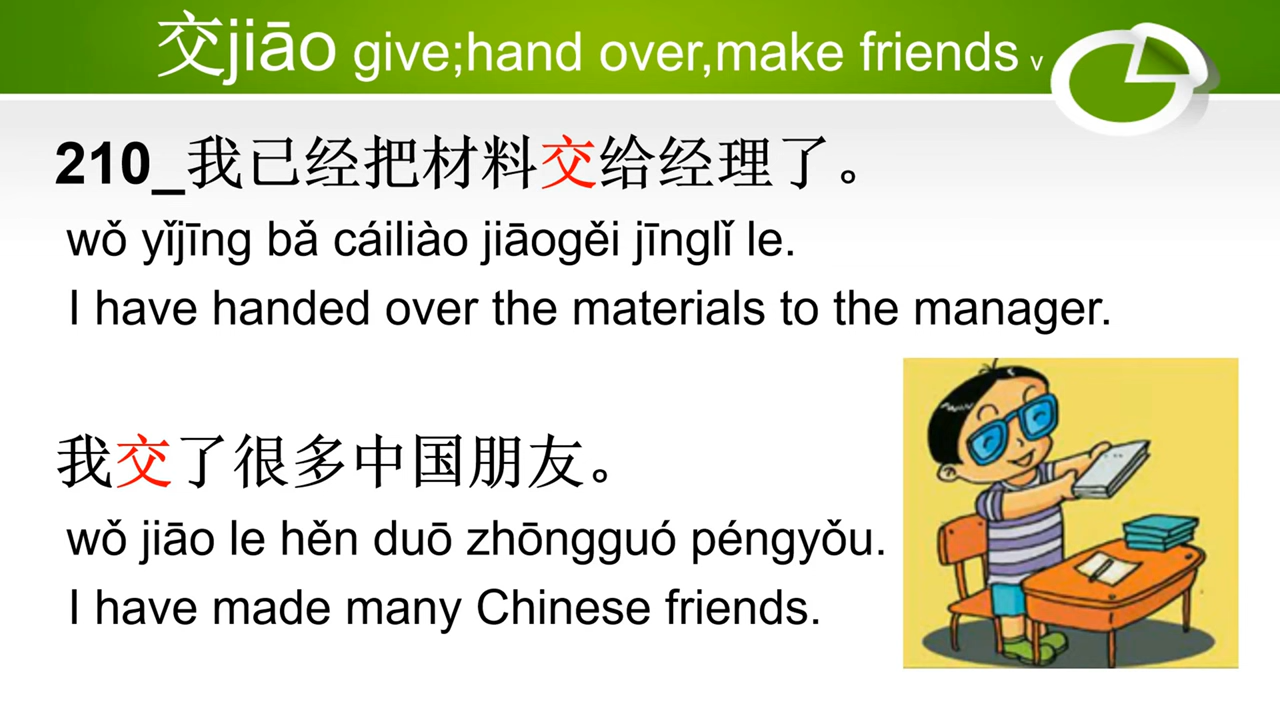 交jiāo give;hand over,make friends v
210_我已经把材料交给经理了。
wǒ yǐjīng bǎ cáiliào jiāogěi jīnglǐ le.
I have handed over the materials to the manager.
我交了很多中国朋友。
wǒ jiāo le hěn duō zhōngguó péngyǒu.
I have made many Chinese friends.